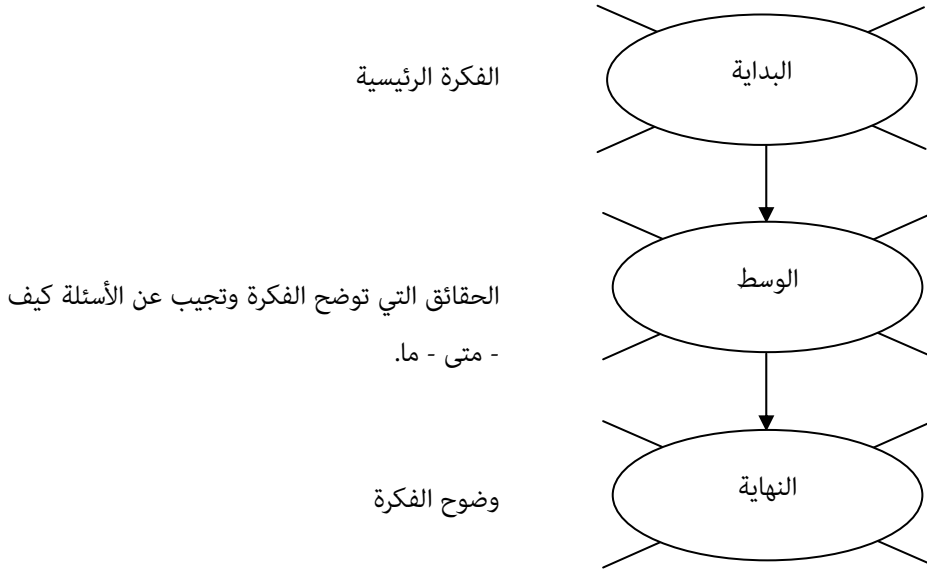 البداية
الفكرة الرئيسية
الوسط
الحقائق التي توضح الفكرة وتجيب عن الأسئلة كيف
- متى - ما.
النهاية
وضوح الفكرة